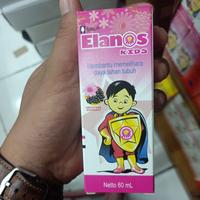 Elanos
KIDS
Membantu memelihara
daya tahan tubuh
Netto 60 mL